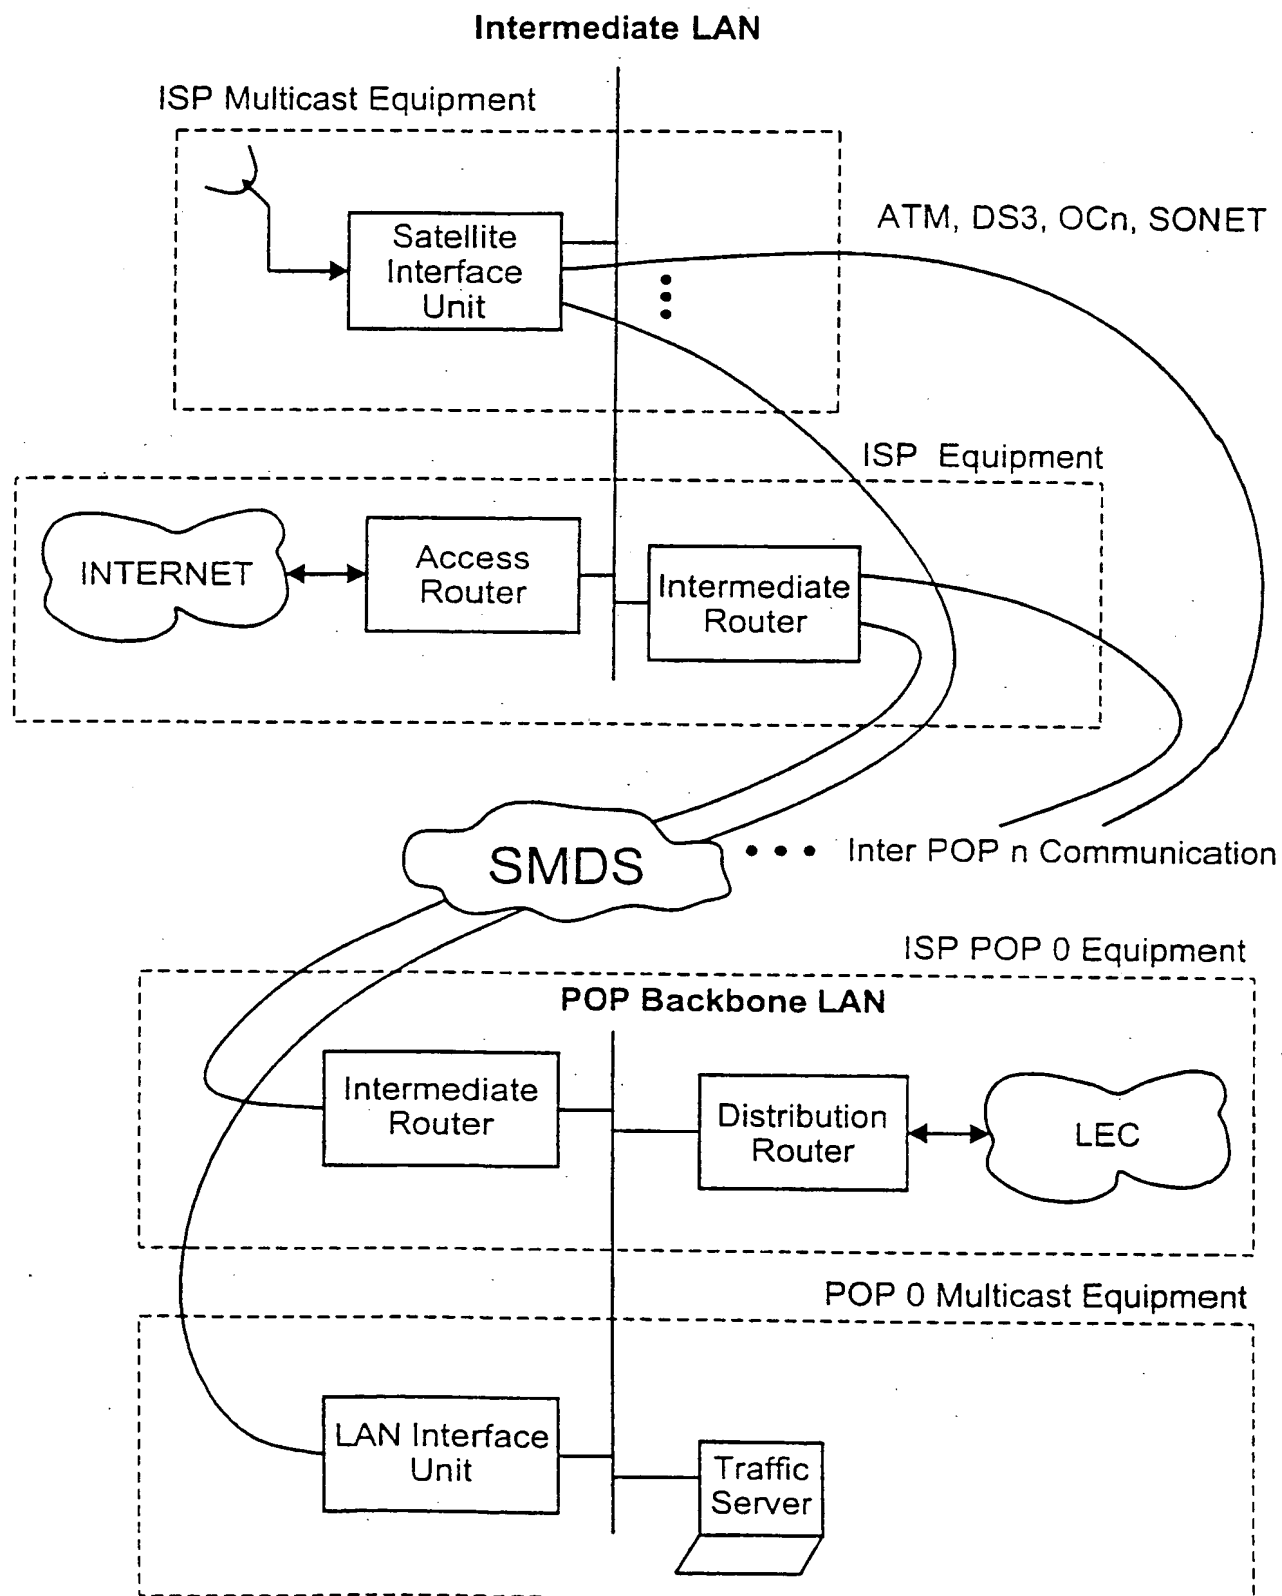 Intermediate LAN
ISP Multicast Equipment
ATM, DS3, OCn, SONET
Satellite
Interface
Unit
ISP Equipment
INTERNET
Access
Router
Intermediate
Router
SMDS
Inter POP n Communication
ISP POP 0 Equipment
POP Backbone LAN
Intermediate
Router
Distribution
Router
LEC
POP 0 Multicast Equipment
LAN Interface
Unit
Traffic
Server